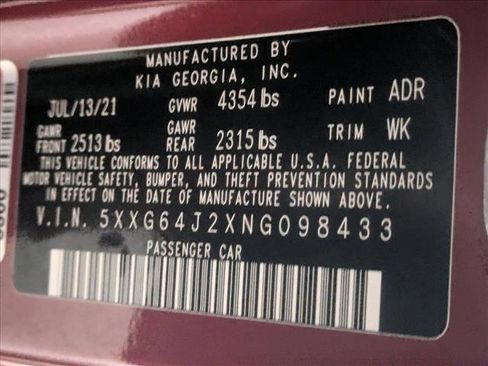 MANUFACTURED BY
KIA GEORGIA, INC.
JUL/13/21 GVWR 4354 lbs PAINT ADR
GAWR FRONT 2513 lbs GAWR REAR 2315 lbs TRIM WK
THIS VEHICLE CONFORMS TO ALL APPLICABLE U.S.A. FEDERAL
MOTOR VEHICLE SAFETY, BUMPER, AND THEFT PREVENTION STANDARDS
IN EFFECT ON THE DATE OF MANUFACTURE SHOWN ABOVE.
V.I.N. 5XXG64J2XNG098433
PASSENGER CAR